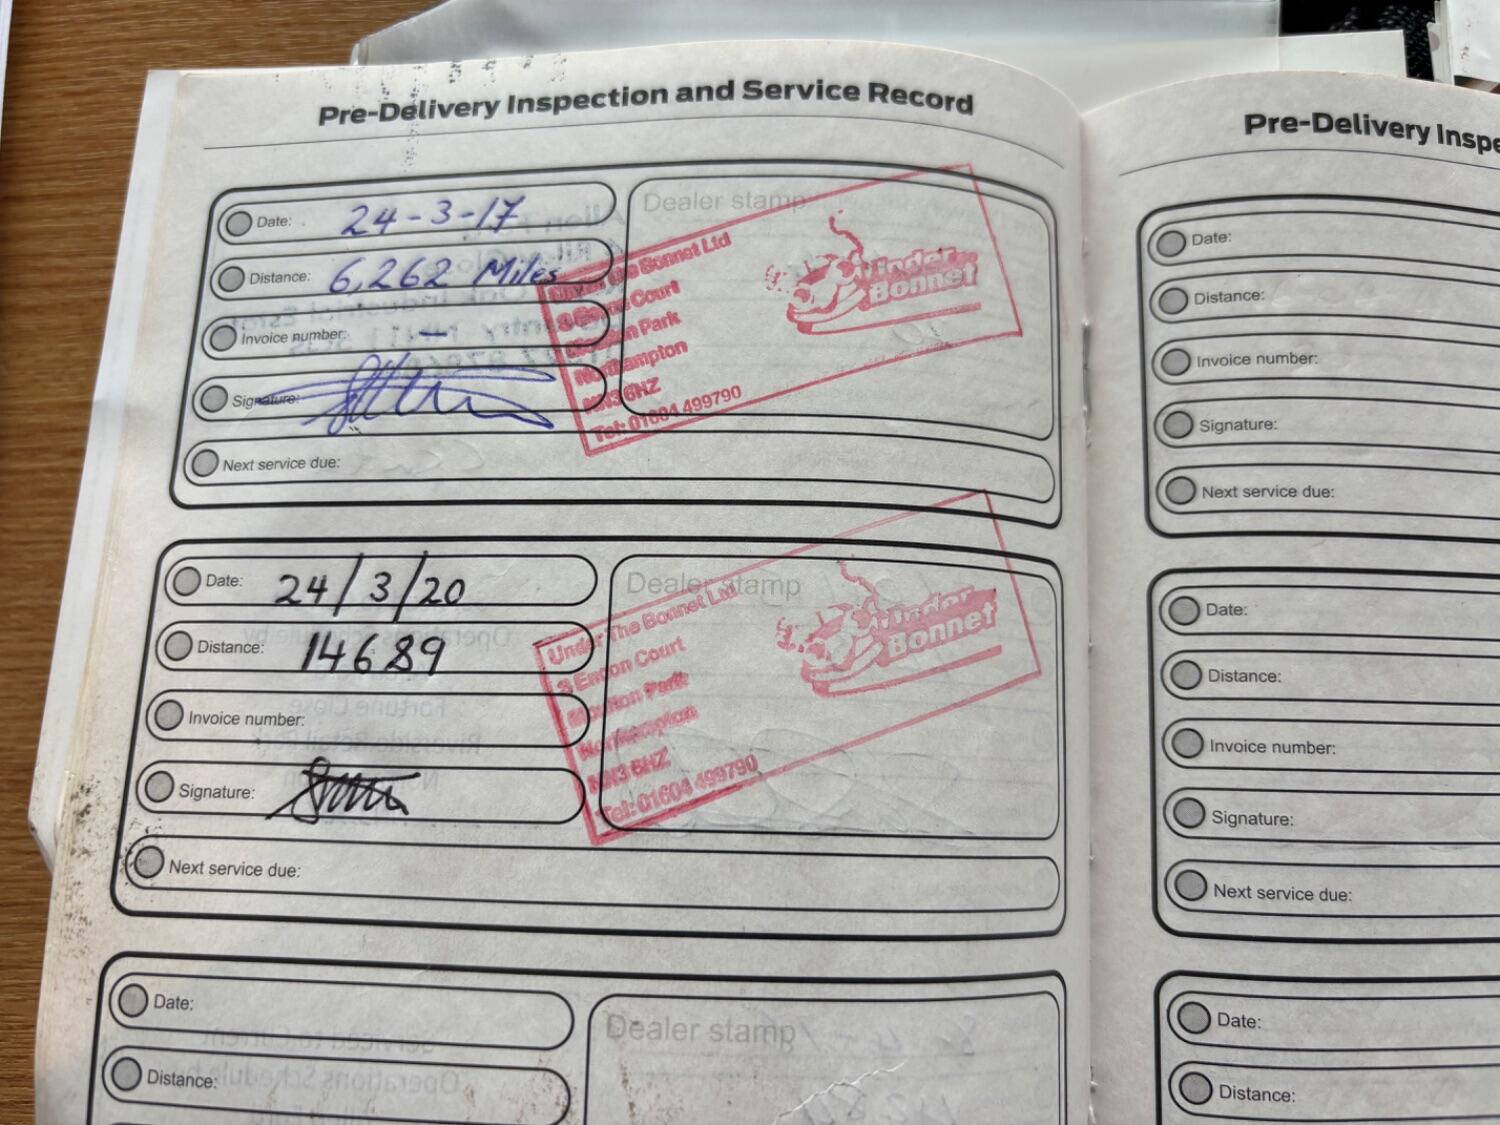 Pre-Delivery Inspection and Service Record
Date: 24-3-17
Distance: 6,262 Miles
Invoice number: -
Signature:
Next service due:
Dealer stamp
Under The Bonnet Ltd
Court
Park
Northampton
NN3 6HZ
Tel: 01604 499790
Under
Bonnet
Date: 24/3/20
Distance: 14689
Invoice number:
Signature:
Next service due:
Dealer stamp
Under The Bonnet Ltd
Court
Moulton Park
Northampton
NN3 6HZ
Tel: 01604 499790
Under
Bonnet
Date:
Distance:
Dealer stamp
Pre-Delivery Inspe
Date:
Distance:
Invoice number:
Signature:
Next service due:
Date:
Distance:
Invoice number:
Signature:
Next service due:
Date:
Distance: